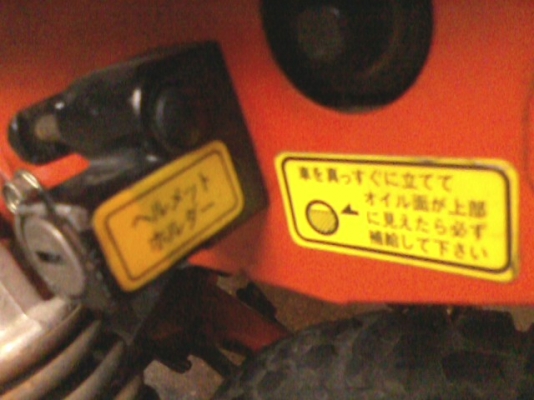 ヘルメット
ホルダー
車を真っすぐに立てて
オイル面が上部
に見えたら必ず
補給して下さい